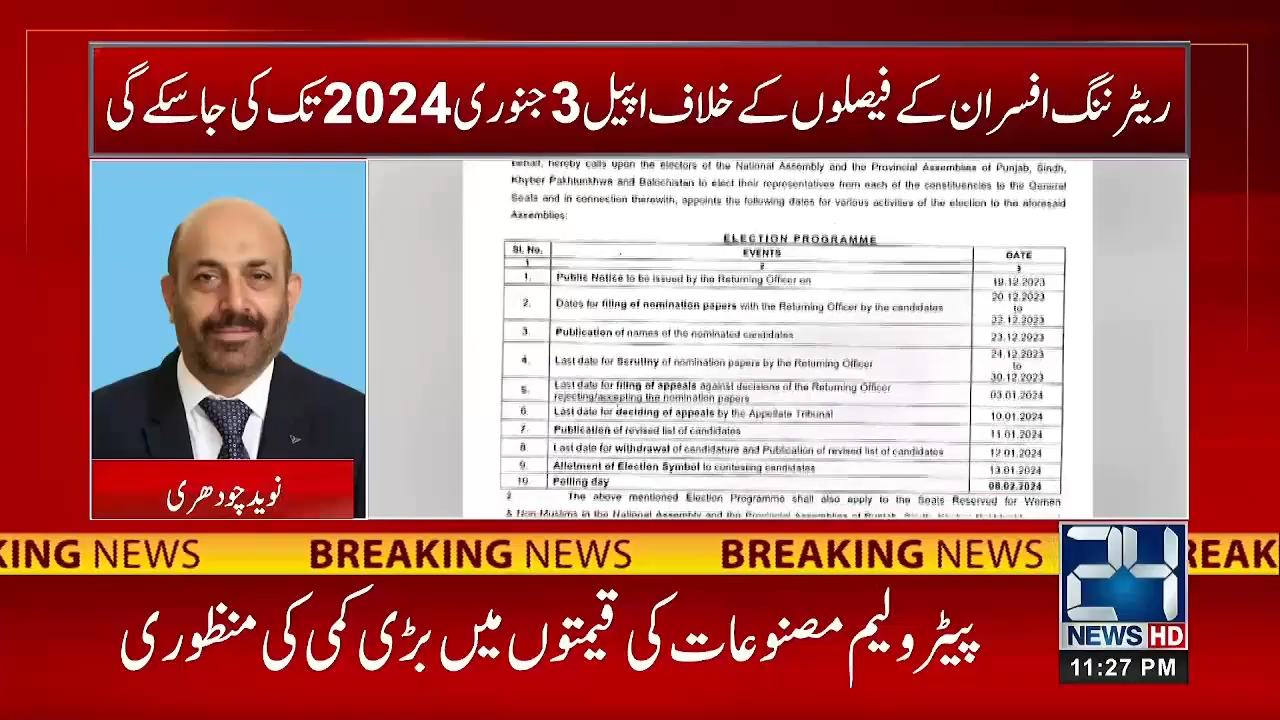 ریٹرننگ افسران کے فیصلوں کے خلاف اپیل 3 جنوری 2024 تک کی جا سکے گی
behalf, hereby calls upon the electors of the National Assembly and the Provincial Assemblies of Punjab, Sindh,
Khyber Pakhtunkhwa and Balochistan to elect their representatives from each of the constituencies to the General
Seats and in connection therewith, appoints the following dates for various activities of the election to the aforesaid
Assemblies:
ELECTION PROGRAMME
Sl. No. EVENTS DATE
1 2 3
1. Public Notice to be issued by the Returning Officer on 19.12.2023
2. Dates for filing of nomination papers with the Returning Officer by the candidates 20.12.2023 to 22.12.2023
3. Publication of names of the nominated candidates 23.12.2023
4. Last date for Scrutiny of nomination papers by the Returning Officer 24.12.2023 to 30.12.2023
5. Last date for filing of appeals against decisions of the Returning Officer
rejecting/accepting the nomination papers 03.01.2024
6. Last date for deciding of appeals by the Appellate Tribunal 10.01.2024
7. Publication of revised list of candidates 11.01.2024
8. Last date for withdrawal of candidature and Publication of revised list of candidates 12.01.2024
9. Allotment of Election Symbol to contesting candidates 13.01.2024
10. Polling day 08.02.2024
2 The above mentioned Election Programme shall also apply to the Seats Reserved for Women
& Non-Muslims in the National Assembly and the Provincial Assemblies of Punjab, Sindh,
نوید چودھری
KING NEWS BREAKING NEWS BREAKING NEWS REAK
24
NEWS HD
11:27 PM
پیٹرولیم مصنوعات کی قیمتوں میں بڑی کمی کی منظوری